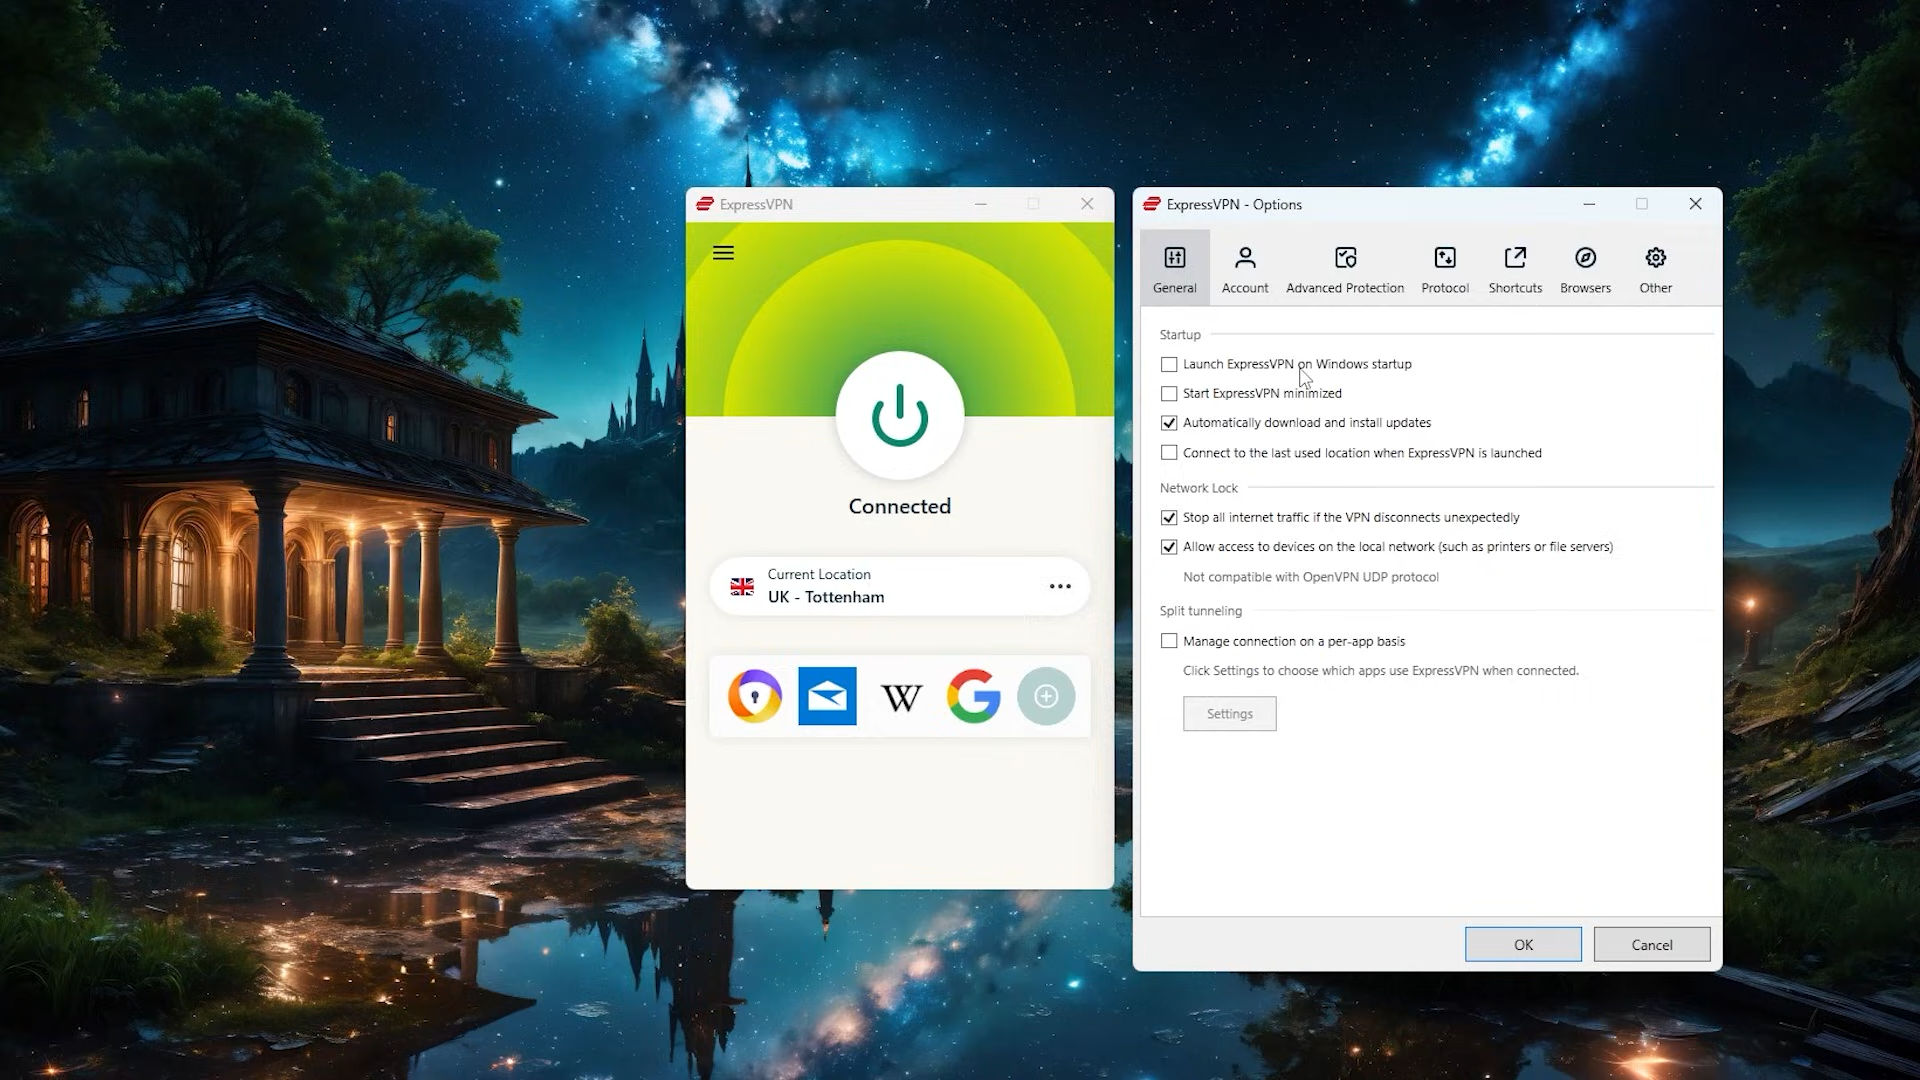 ExpressVPN
Connected
Current Location
UK - Tottenham
W
G
ExpressVPN - Options
General
Account
Advanced Protection
Protocol
Shortcuts
Browsers
Other
Startup
Launch ExpressVPN on Windows startup
Start ExpressVPN minimized
Automatically download and install updates
Connect to the last used location when ExpressVPN is launched
Network Lock
Stop all internet traffic if the VPN disconnects unexpectedly
Allow access to devices on the local network (such as printers or file servers)
Not compatible with OpenVPN UDP protocol
Split tunneling
Manage connection on a per-app basis
Click Settings to choose which apps use ExpressVPN when connected.
Settings
OK
Cancel